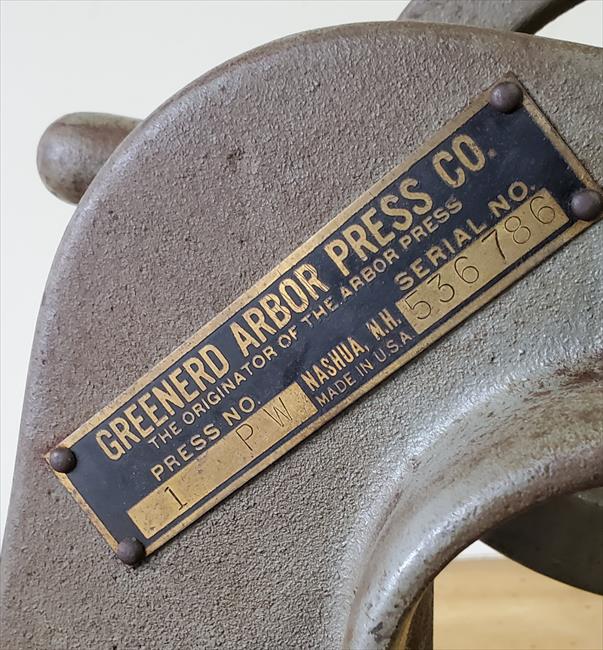 GREENERD ARBOR PRESS CO.
THE ORIGINATOR OF THE ARBOR PRESS
PRESS NO.
1 PW
NASHUA, N.H.
MADE IN U.S.A.
SERIAL NO.
536786